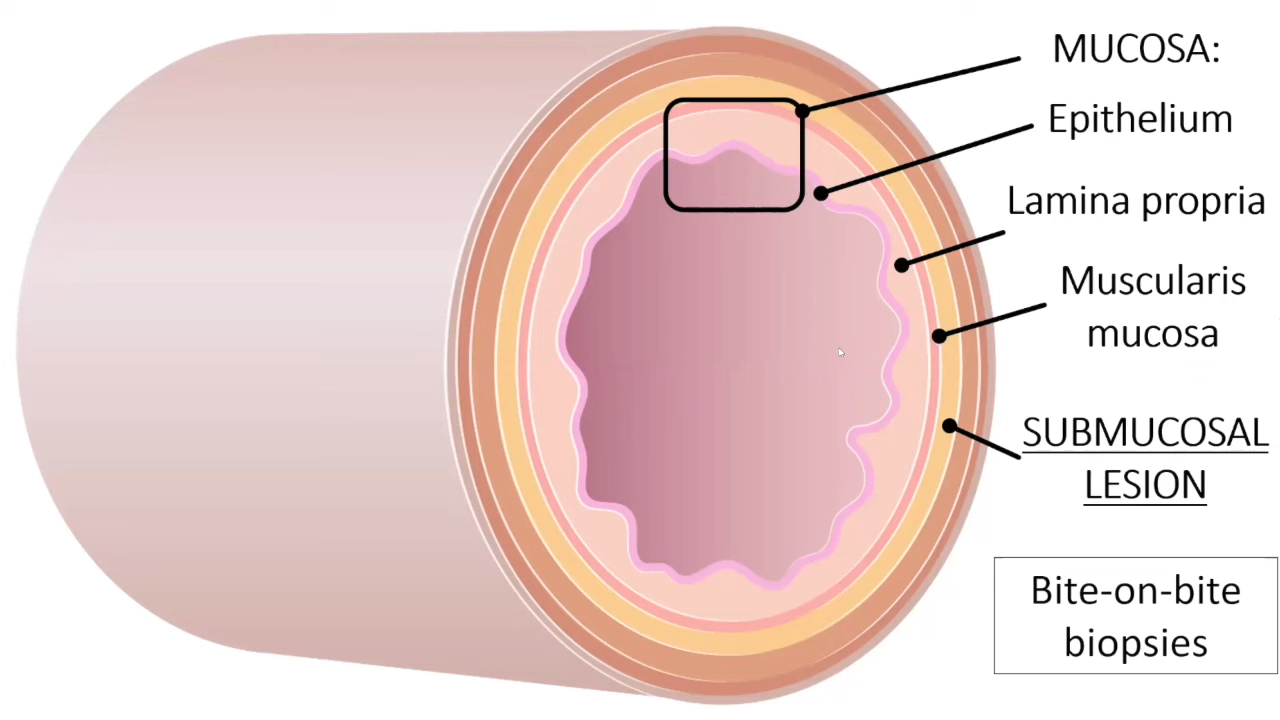 MUCOSA:
Epithelium
Lamina propria
Muscularis
mucosa
SUBMUCOSAL
LESION
Bite-on-bite
biopsies